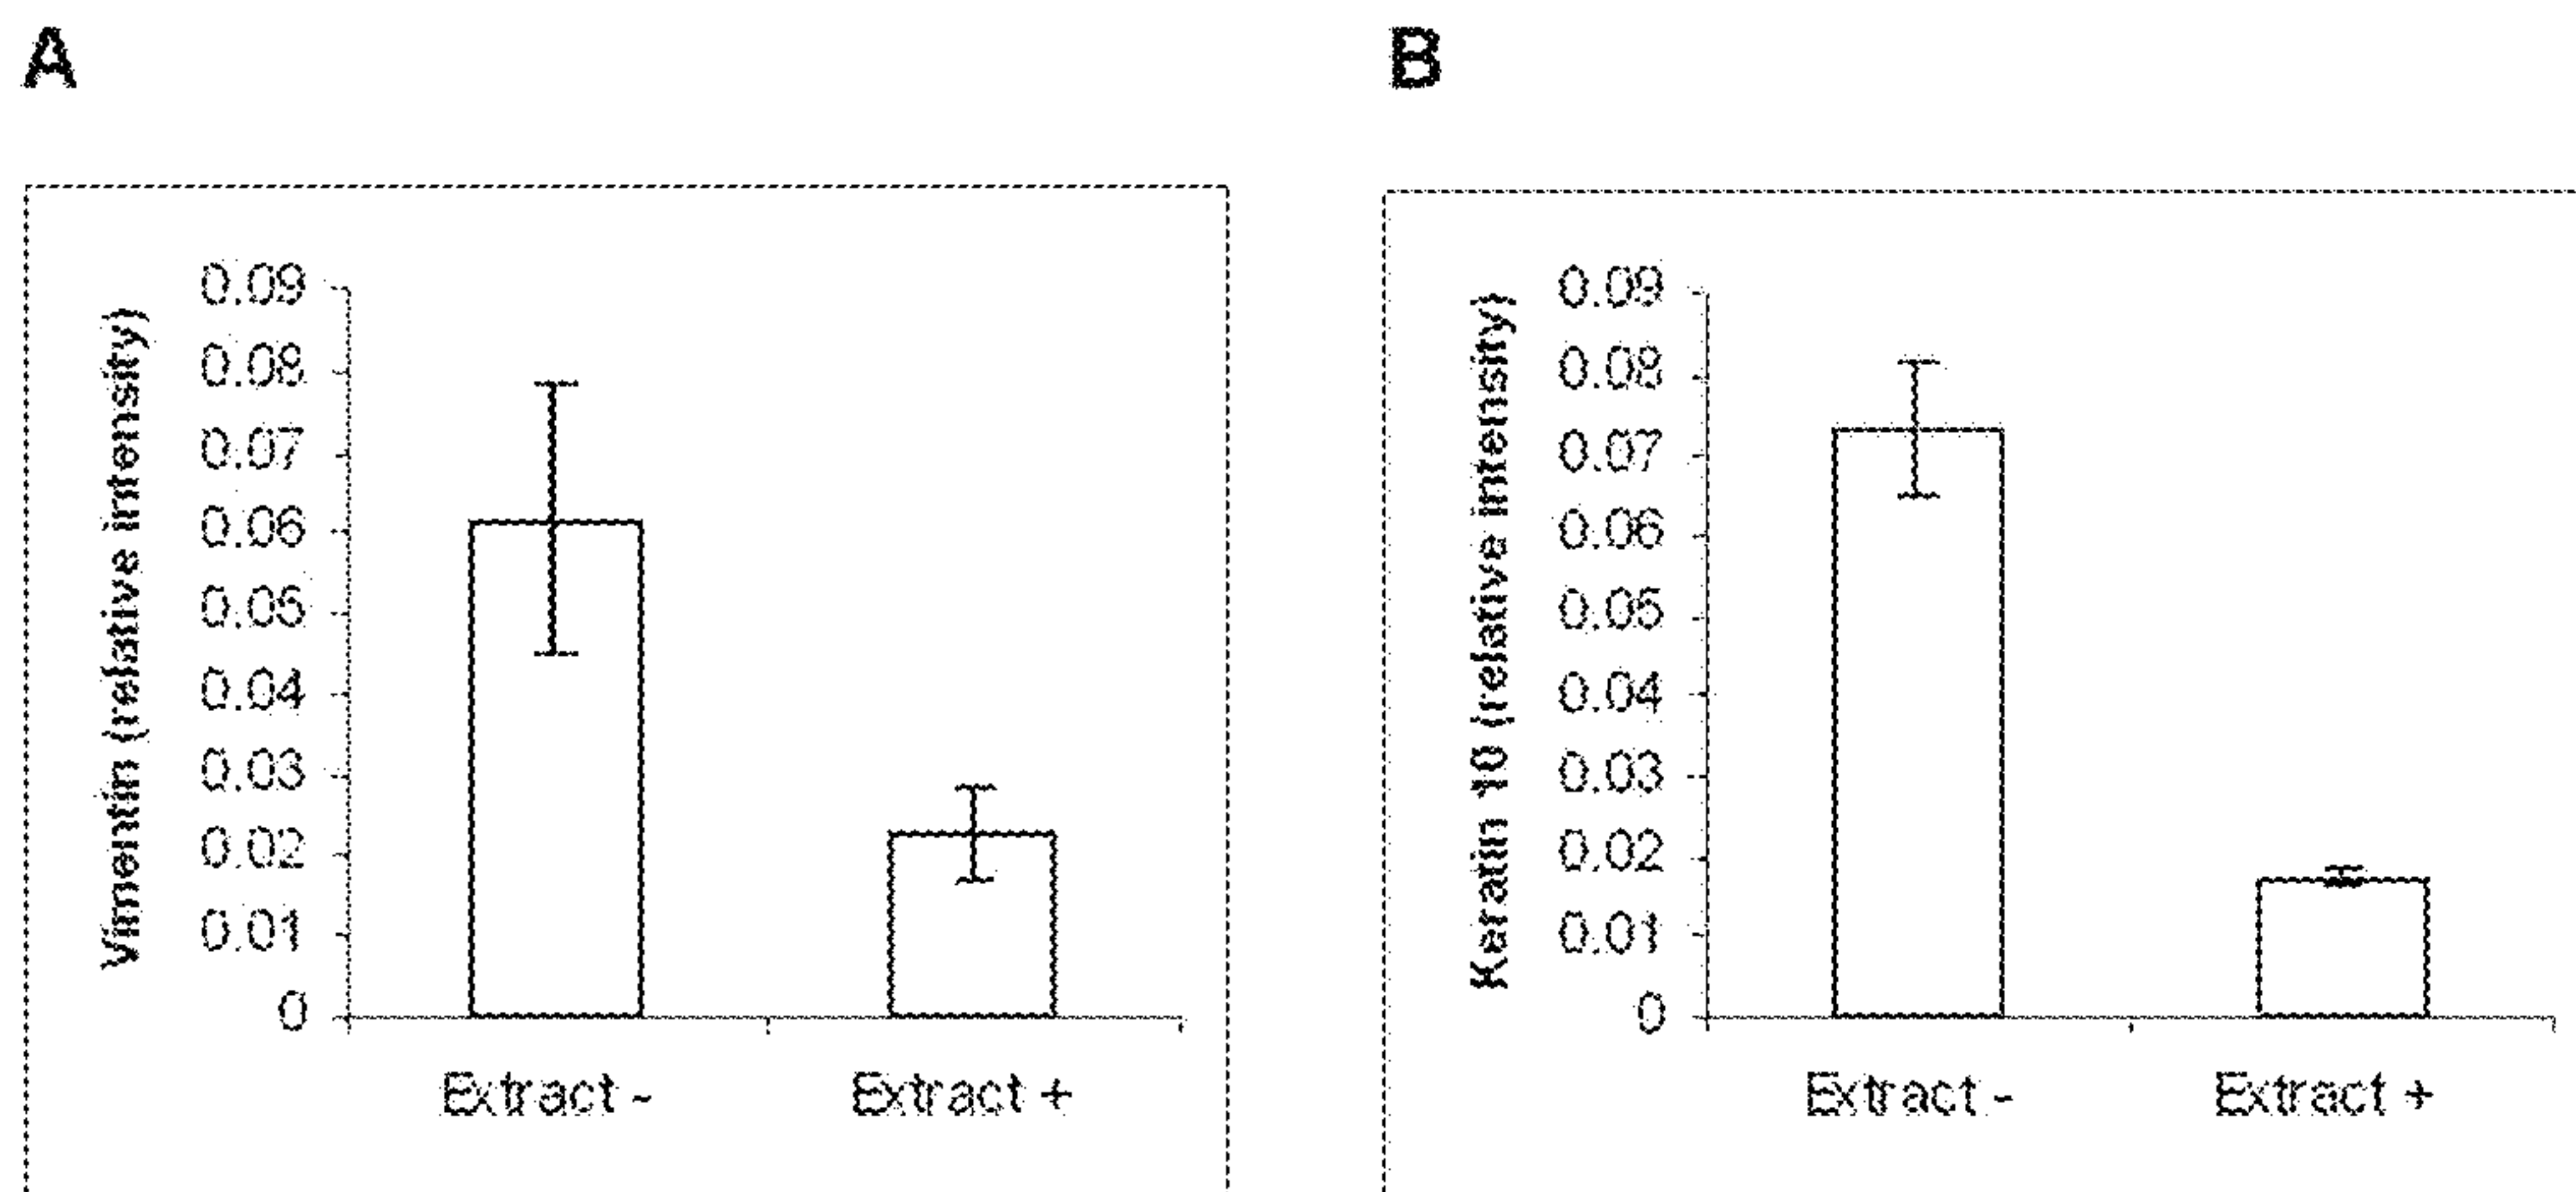 A
Vimentin (relative intensity)
0.09
0.08
0.07
0.06
0.05
0.04
0.03
0.02
0.01
0
Extract -
Extract +
B
Keratin 10 (relative intensity)
0.09
0.08
0.07
0.06
0.05
0.04
0.03
0.02
0.01
0
Extract -
Extract +